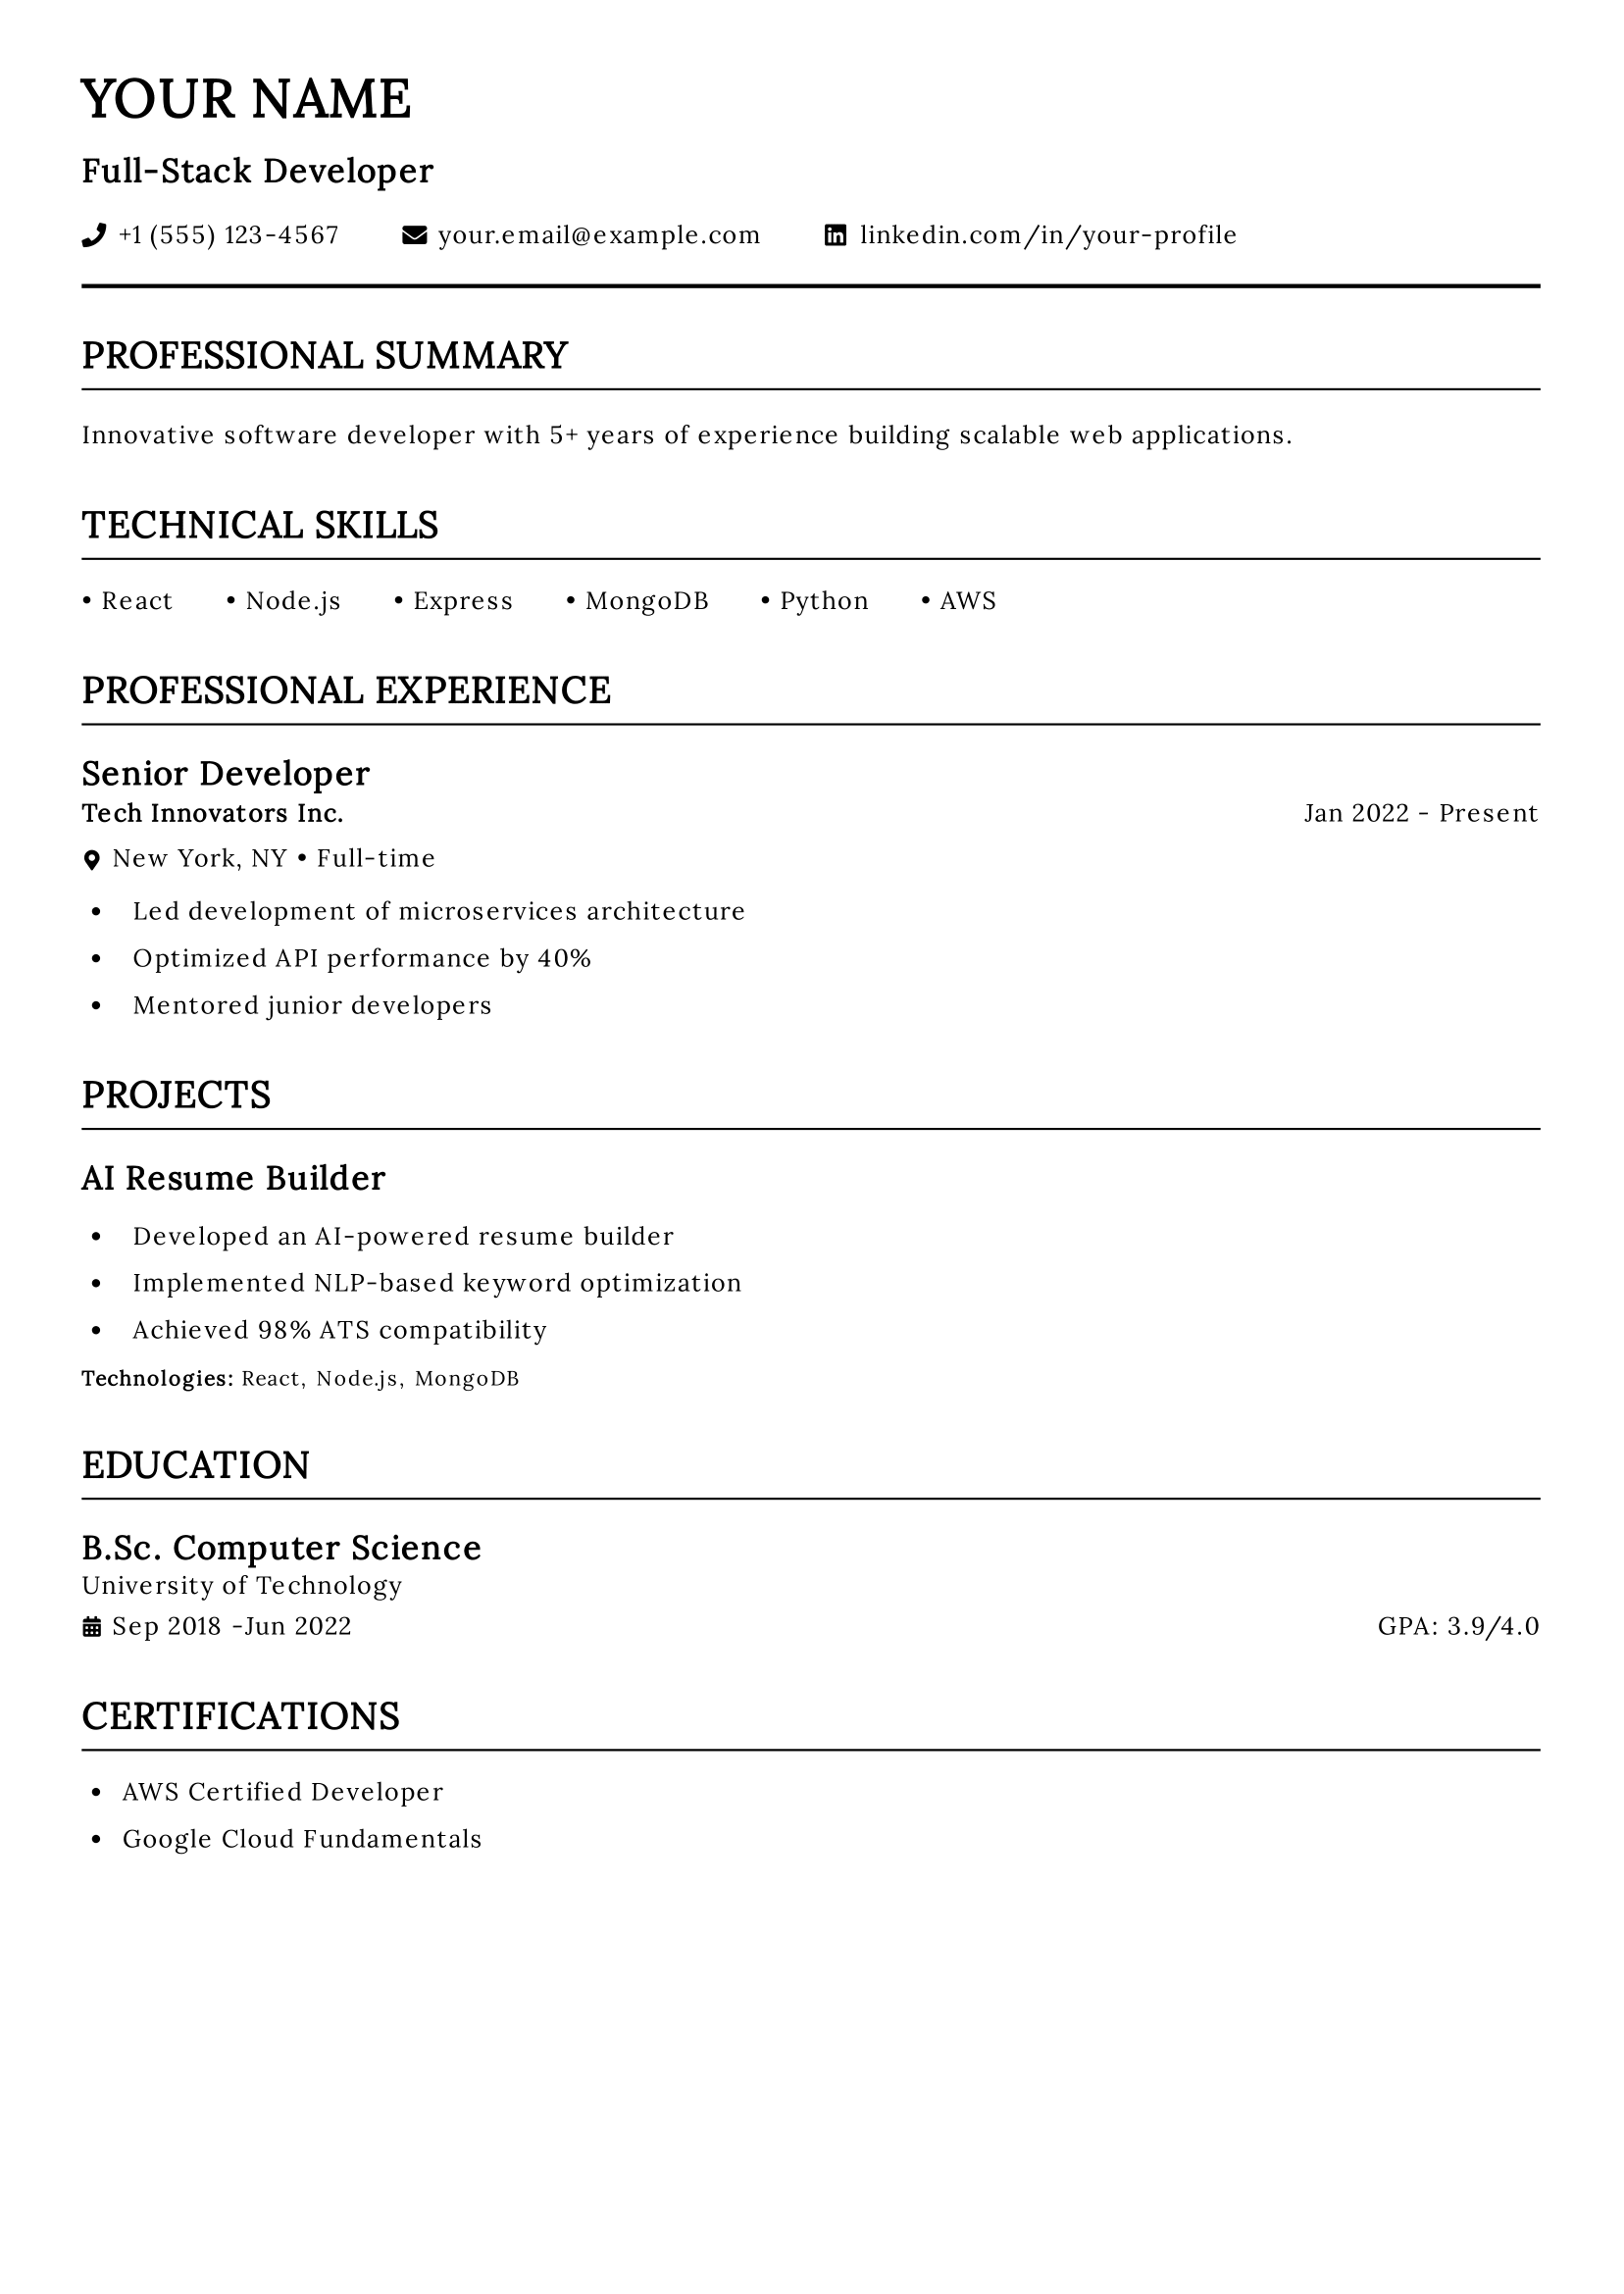 YOUR NAME
Full-Stack Developer
+1 (555) 123-4567 your.email@example.com linkedin.com/in/your-profile
PROFESSIONAL SUMMARY
Innovative software developer with 5+ years of experience building scalable web applications.
TECHNICAL SKILLS
• React • Node.js • Express • MongoDB • Python • AWS
PROFESSIONAL EXPERIENCE
Senior Developer
Tech Innovators Inc. Jan 2022 - Present
New York, NY • Full-time
• Led development of microservices architecture
• Optimized API performance by 40%
• Mentored junior developers
PROJECTS
AI Resume Builder
• Developed an AI-powered resume builder
• Implemented NLP-based keyword optimization
• Achieved 98% ATS compatibility
Technologies: React, Node.js, MongoDB
EDUCATION
B.Sc. Computer Science
University of Technology
Sep 2018 -Jun 2022 GPA: 3.9/4.0
CERTIFICATIONS
• AWS Certified Developer
• Google Cloud Fundamentals